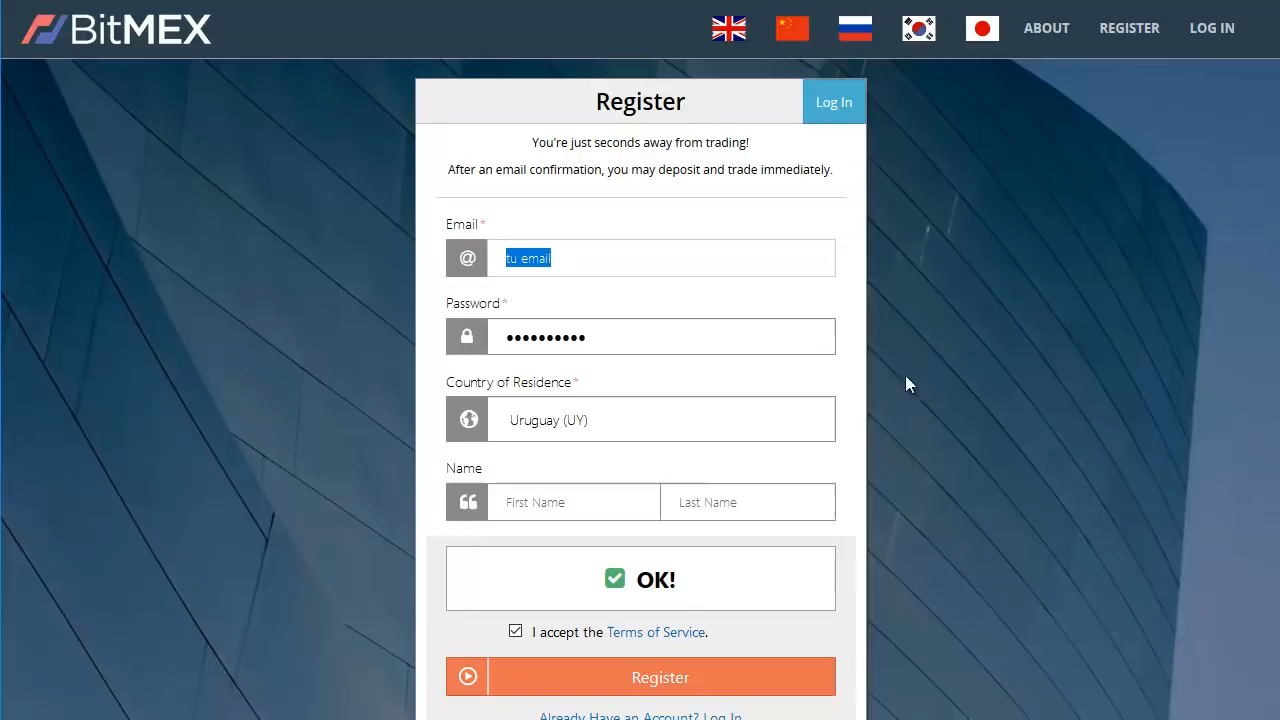 BitMEX
ABOUT REGISTER LOG IN
Register
Log In
You're just seconds away from trading!
After an email confirmation, you may deposit and trade immediately.
Email*
@ tu email
Password*
••••••••••
Country of Residence*
Uruguay (UY)
Name
First Name Last Name
OK!
I accept the Terms of Service.
Register
Already Have an Account? Log In